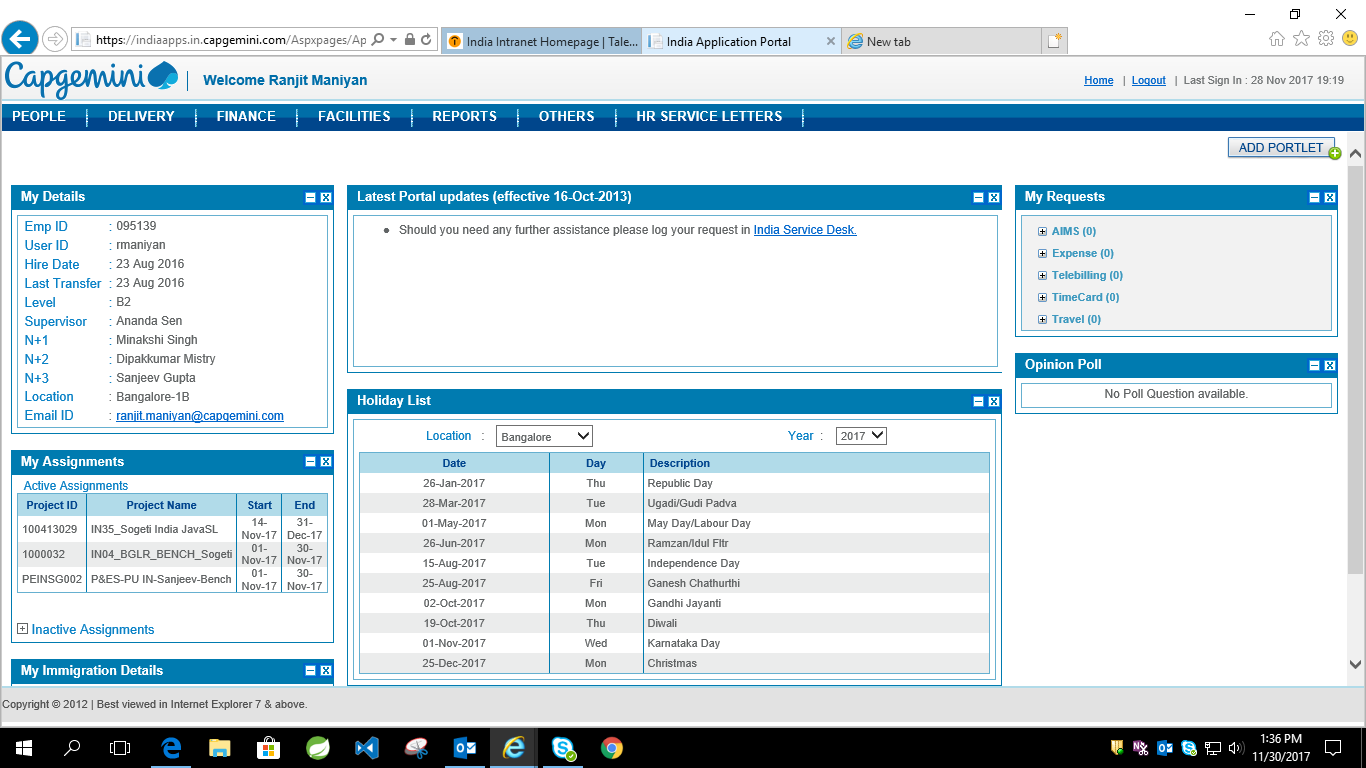 https://indiaapps.in.capgemini.com/Aspxpages/Ap
India Intranet Homepage | Tale...
India Application Portal
New tab
Capgemini
Welcome Ranjit Maniyan
Home | Logout | Last Sign In : 28 Nov 2017 19:19
PEOPLE DELIVERY FINANCE FACILITIES REPORTS OTHERS HR SERVICE LETTERS
ADD PORTLET
My Details
Emp ID : 095139
User ID : rmaniyan
Hire Date : 23 Aug 2016
Last Transfer : 23 Aug 2016
Level : B2
Supervisor : Ananda Sen
N+1 : Minakshi Singh
N+2 : Dipakkumar Mistry
N+3 : Sanjeev Gupta
Location : Bangalore-1B
Email ID : ranjit.maniyan@capgemini.com
My Assignments
Active Assignments
Project ID Project Name Start End
100413029 IN35_Sogeti India JavaSL 14-Nov-17 31-Dec-17
1000032 IN04_BGLR_BENCH_Sogeti 01-Nov-17 30-Nov-17
PEINSG002 P&ES-PU IN-Sanjeev-Bench 01-Nov-17 30-Nov-17
Inactive Assignments
My Immigration Details
Latest Portal updates (effective 16-Oct-2013)
• Should you need any further assistance please log your request in India Service Desk.
Holiday List
Location : Bangalore Year : 2017
Date Day Description
26-Jan-2017 Thu Republic Day
28-Mar-2017 Tue Ugadi/Gudi Padva
01-May-2017 Mon May Day/Labour Day
26-Jun-2017 Mon Ramzan/Idul FItr
15-Aug-2017 Tue Independence Day
25-Aug-2017 Fri Ganesh Chathurthi
02-Oct-2017 Mon Gandhi Jayanti
19-Oct-2017 Thu Diwali
01-Nov-2017 Wed Karnataka Day
25-Dec-2017 Mon Christmas
My Requests
AIMS (0)
Expense (0)
Telebilling (0)
TimeCard (0)
Travel (0)
Opinion Poll
No Poll Question available.
Copyright © 2012 | Best viewed in Internet Explorer 7 & above.
1:36 PM
11/30/2017